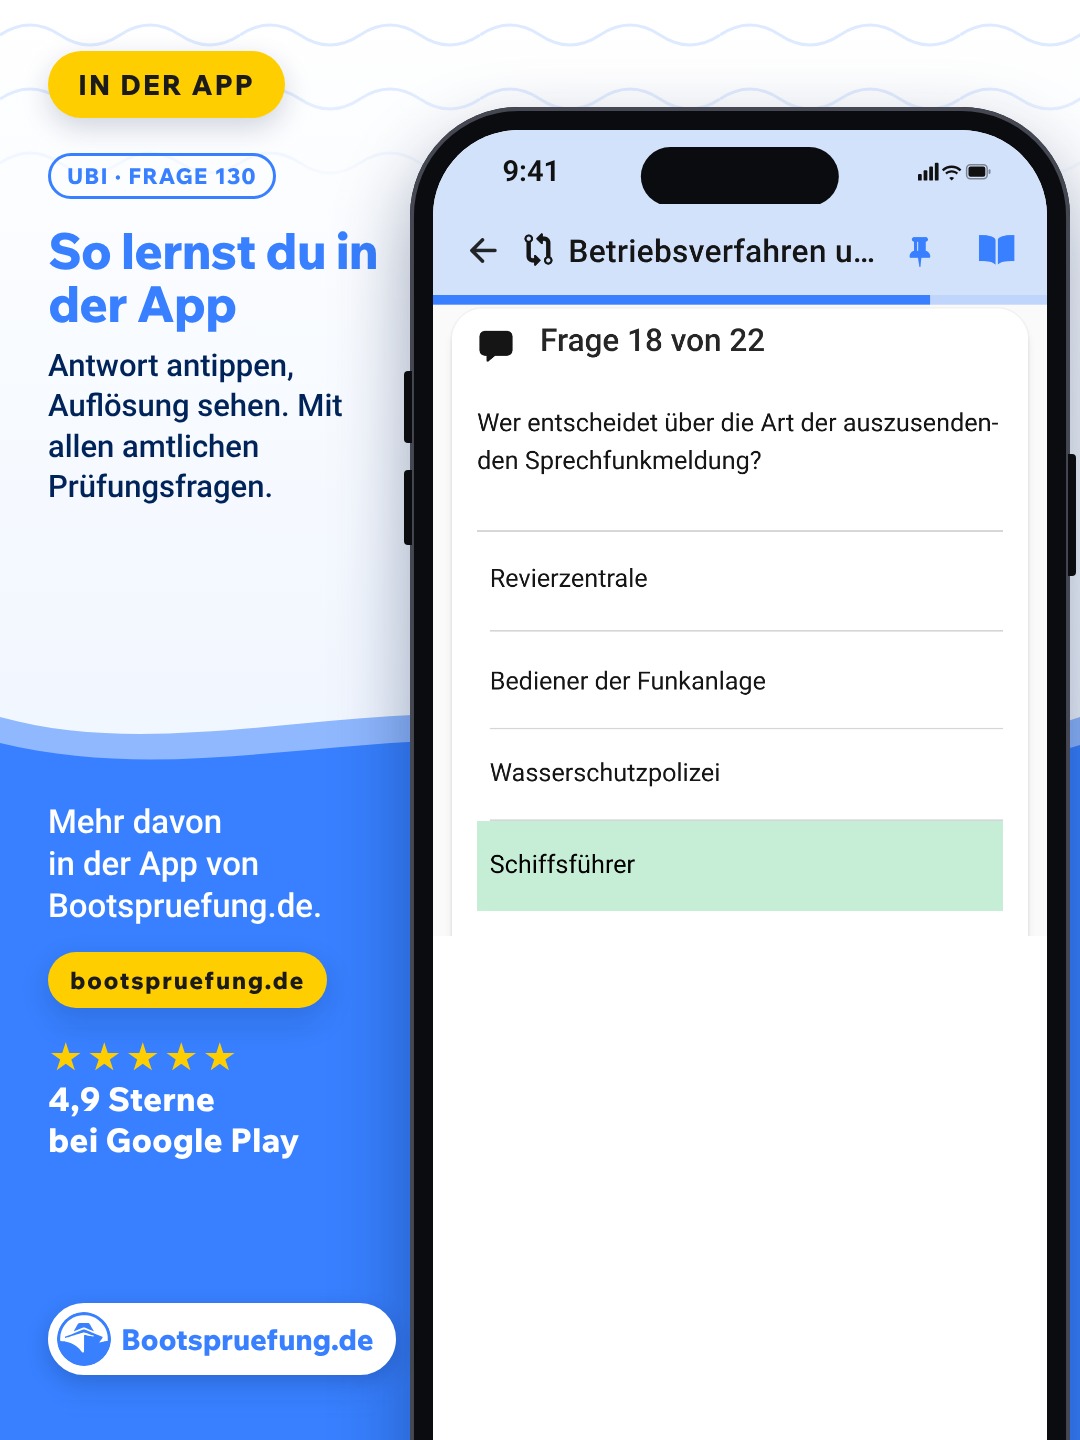 IN DER APP
UBI · FRAGE 130
So lernst du in
der App
Antwort antippen,
Auflösung sehen. Mit
allen amtlichen
Prüfungsfragen.
9:41
Betriebsverfahren u...
Frage 18 von 22
Wer entscheidet über die Art der auszusenden-
den Sprechfunkmeldung?
Revierzentrale
Bediener der Funkanlage
Wasserschutzpolizei
Schiffsführer
Mehr davon
in der App von
Bootspruefung.de.
bootspruefung.de
★★★★★
4,9 Sterne
bei Google Play
Bootspruefung.de